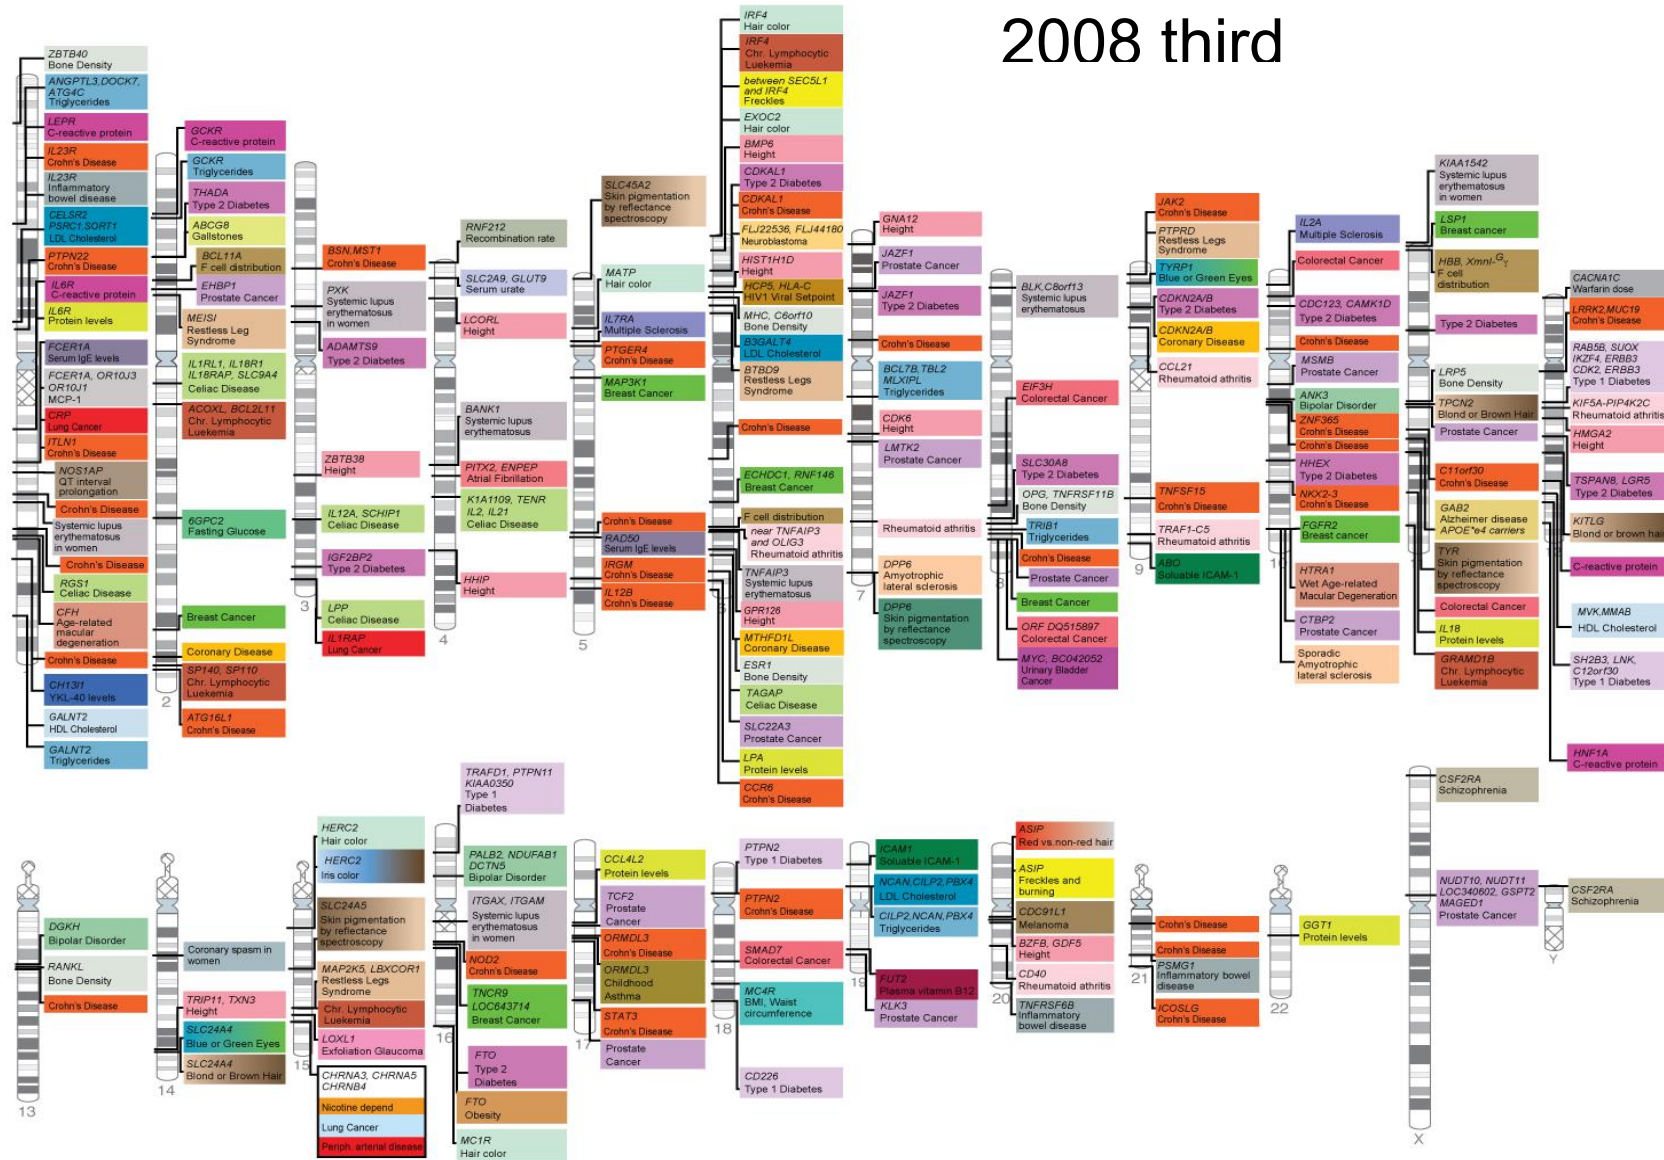 2008 third
ZBTB40
Bone Density
ANGPTL3,DOCK7,
ATG4C
Triglycerides
LEPR
C-reactive protein
IL23R
Crohn's Disease
IL23R
Inflammatory
bowel disease
CELSR2
PSRC1,SORT1
LDL Cholesterol
PTPN22
Crohn's Disease
IL6R
C-reactive protein
IL6R
Protein levels
FCER1A
Serum IgE levels
FCER1A, OR10J3
OR10J1
MCP-1
CRP
Lung Cancer
ITLN1
Crohn's Disease
NOS1AP
QT interval
prolongation
Crohn's Disease
Systemic lupus
erythematosus
in women
Crohn's Disease
RGS1
Celiac Disease
CFH
Age-related
macular
degeneration
Crohn's Disease
CH13I1
YKL-40 levels
GALNT2
HDL Cholesterol
GALNT2
Triglycerides
GCKR
C-reactive protein
GCKR
Triglycerides
THADA
Type 2 Diabetes
ABCG8
Gallstones
BCL11A
F cell distribution
EHBP1
Prostate Cancer
MEISI
Restless Leg
Syndrome
IL1RL1, IL18R1
IL18RAP, SLC9A4
Celiac Disease
ACOXL, BCL2L11
Chr. Lymphocytic
Luekemia
6GPC2
Fasting Glucose
Breast Cancer
Coronary Disease
SP140, SP110
Chr. Lymphocytic
Luekemia
ATG16L1
Crohn's Disease
2
BSN,MST1
Crohn's Disease
PXK
Systemic lupus
erythematosus
in women
ADAMTS9
Type 2 Diabetes
ZBTB38
Height
IL12A, SCHIP1
Celiac Disease
IGF2BP2
Type 2 Diabetes
LPP
Celiac Disease
IL1RAP
Lung Cancer
3
RNF212
Recombination rate
SLC2A9, GLUT9
Serum urate
LCORL
Height
BANK1
Systemic lupus
erythematosus
PITX2, ENPEP
Atrial Fibrillation
K1A1109, TENR
IL2, IL21
Celiac Disease
HHIP
Height
4
SLC45A2
Skin pigmentation
by reflectance
spectroscopy
MATP
Hair color
IL7RA
Multiple Sclerosis
PTGER4
Crohn's Disease
MAP3K1
Breast Cancer
Crohn's Disease
RAD50
Serum IgE levels
IRGM
Crohn's Disease
IL12B
Crohn's Disease
5
IRF4
Hair color
IRF4
Chr. Lymphocytic
Leukemia
between SEC5L1
and IRF4
Freckles
EXOC2
Hair color
BMP6
Height
CDKAL1
Type 2 Diabetes
CDKAL1
Crohn's Disease
FLJ22536, FLJ44180
Neuroblastoma
HIST1H1D
Height
HCP5, HLA-C
HIV1 Viral Setpoint
MHC, C6orf10
Bone Density
B3GALT4
LDL Cholesterol
BTBD9
Restless Legs
Syndrome
Crohn's Disease
ECHDC1, RNF146
Breast Cancer
F cell distribution
near TNFAIP3
and OLIG3
Rheumatoid athritis
TNFAIP3
Systemic lupus
erythematosus
GPR126
Height
MTHFD1L
Coronary Disease
ESR1
Bone Density
TAGAP
Celiac Disease
SLC22A3
Prostate Cancer
LPA
Protein levels
CCR6
Crohn's Disease
GNA12
Height
JAZF1
Prostate Cancer
JAZF1
Type 2 Diabetes
Crohn's Disease
BCL7B,TBL2
MLXIPL
Triglycerides
CDK6
Height
LMTK2
Prostate Cancer
Rheumatoid athritis
DPP6
Amyotrophic
lateral sclerosis
DPP6
Skin pigmentation
by reflectance
spectroscopy
7
BLK,C8orf13
Systemic lupus
erythematosus
EIF3H
Colorectal Cancer
SLC30A8
Type 2 Diabetes
OPG, TNFRSF11B
Bone Density
TRIB1
Triglycerides
Crohn's Disease
Prostate Cancer
Breast Cancer
ORF DQ515897
Colorectal Cancer
MYC, BC042052
Urinary Bladder
Cancer
8
JAK2
Crohn's Disease
PTPRD
Restless Legs
Syndrome
TYRP1
Blue or Green Eyes
CDKN2A/B
Type 2 Diabetes
CDKN2A/B
Coronary Disease
CCL21
Rheumatoid athritis
TNFSF15
Crohn's Disease
TRAF1-C5
Rheumatoid athritis
ABO
Soluable ICAM-1
9
IL2A
Multiple Sclerosis
Colorectal Cancer
CDC123, CAMK1D
Type 2 Diabetes
Crohn's Disease
MSMB
Prostate Cancer
ANK3
Bipolar Disorder
ZNF365
Crohn's Disease
Crohn's Disease
HHEX
Type 2 Diabetes
NKX2-3
Crohn's Disease
FGFR2
Breast cancer
HTRA1
Wet Age-related
Macular Degeneration
CTBP2
Prostate Cancer
Sporadic
Amyotrophic
lateral sclerosis
KIAA1542
Systemic lupus
erythematosus
in women
LSP1
Breast cancer
HBB, XmnI-Gγ
F cell
distribution
Type 2 Diabetes
LRP5
Bone Density
TPCN2
Blond or Brown Hair
Prostate Cancer
C11orf30
Crohn's Disease
GAB2
Alzheimer disease
APOE*e4 carriers
TYR
Skin pigmentation
by reflectance
spectroscopy
Colorectal Cancer
IL18
Protein levels
GRAMD1B
Chr. Lymphocytic
Leukemia
CACNA1C
Warfarin dose
LRRK2,MUC19
Crohn's Disease
RAB5B, SUOX
IKZF4, ERBB3
CDK2, ERBB3
Type 1 Diabetes
KIF5A-PIP4K2C
Rheumatoid athritis
HMGA2
Height
TSPAN8, LGR5
Type 2 Diabetes
KITLG
Blond or brown hair
C-reactive protein
MVK,MMAB
HDL Cholesterol
SH2B3, LNK,
C12orf30
Type 1 Diabetes
HNF1A
C-reactive protein
DGKH
Bipolar Disorder
RANKL
Bone Density
Crohn's Disease
13
Coronary spasm in
women
TRIP11, TXN3
Height
SLC24A4
Blue or Green Eyes
SLC24A4
Blond or Brown Hair
14
HERC2
Hair color
HERC2
Iris color
SLC24A5
Skin pigmentation
by reflectance
spectroscopy
MAP2K5, LBXCOR1
Restless Legs
Syndrome
Chr. Lymphocytic
Leukemia
LOXL1
Exfoliation Glaucoma
CHRNA3, CHRNA5
CHRNB4
Nicotine depend
Lung Cancer
Periph. arterial disease
15
TRAFD1, PTPN11
KIAA0350
Type 1
Diabetes
PALB2, NDUFAB1
DCTN5
Bipolar Disorder
ITGAX, ITGAM
Systemic lupus
erythematosus
in women
NOD2
Crohn's Disease
TNCR9
LOC643714
Breast Cancer
FTO
Type 2
Diabetes
FTO
Obesity
MC1R
Hair color
16
CCL4L2
Protein levels
TCF2
Prostate
Cancer
ORMDL3
Crohn's Disease
ORMDL3
Childhood
Asthma
STAT3
Crohn's Disease
Prostate
Cancer
17
PTPN2
Type 1 Diabetes
PTPN2
Crohn's Disease
SMAD7
Colorectal Cancer
MC4R
BMI, Waist
circumference
CD226
Type 1 Diabetes
18
ICAM1
Soluable ICAM-1
NCAN,CILP2,PBX4
LDL Cholesterol
CILP2,NCAN,PBX4
Triglycerides
FUT2
Plasma vitamin B12
KLK3
Prostate Cancer
19
ASIP
Red vs.non-red hair
ASIP
Freckles and
burning
CDC91L1
Melanoma
BZFB, GDF5
Height
CD40
Rheumatoid athritis
TNFRSF6B
Inflammatory
bowel disease
20
Crohn's Disease
Crohn's Disease
PSMG1
Inflammatory bowel
disease
ICOSLG
Crohn's Disease
21
GGT1
Protein levels
22
CSF2RA
Schizophrenia
NUDT10, NUDT11
LOC340602, GSPT2
MAGED1
Prostate Cancer
X
CSF2RA
Schizophrenia
Y